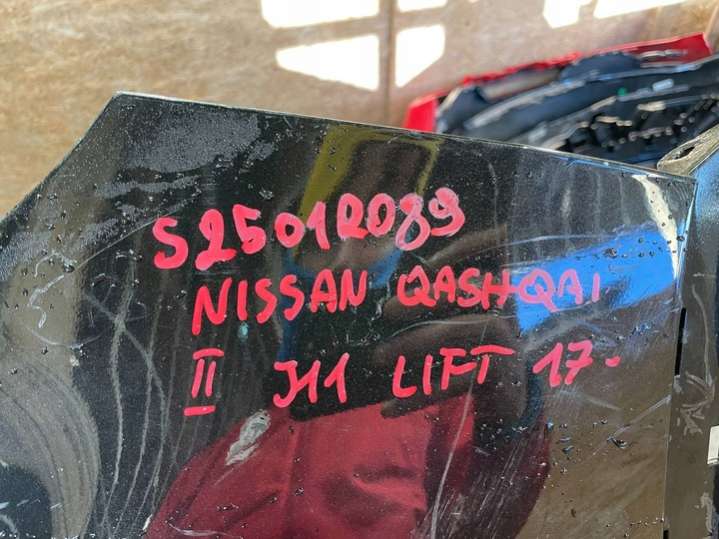 S2501R089
NISSAN QASHQAI
II J11 LIFT 17-